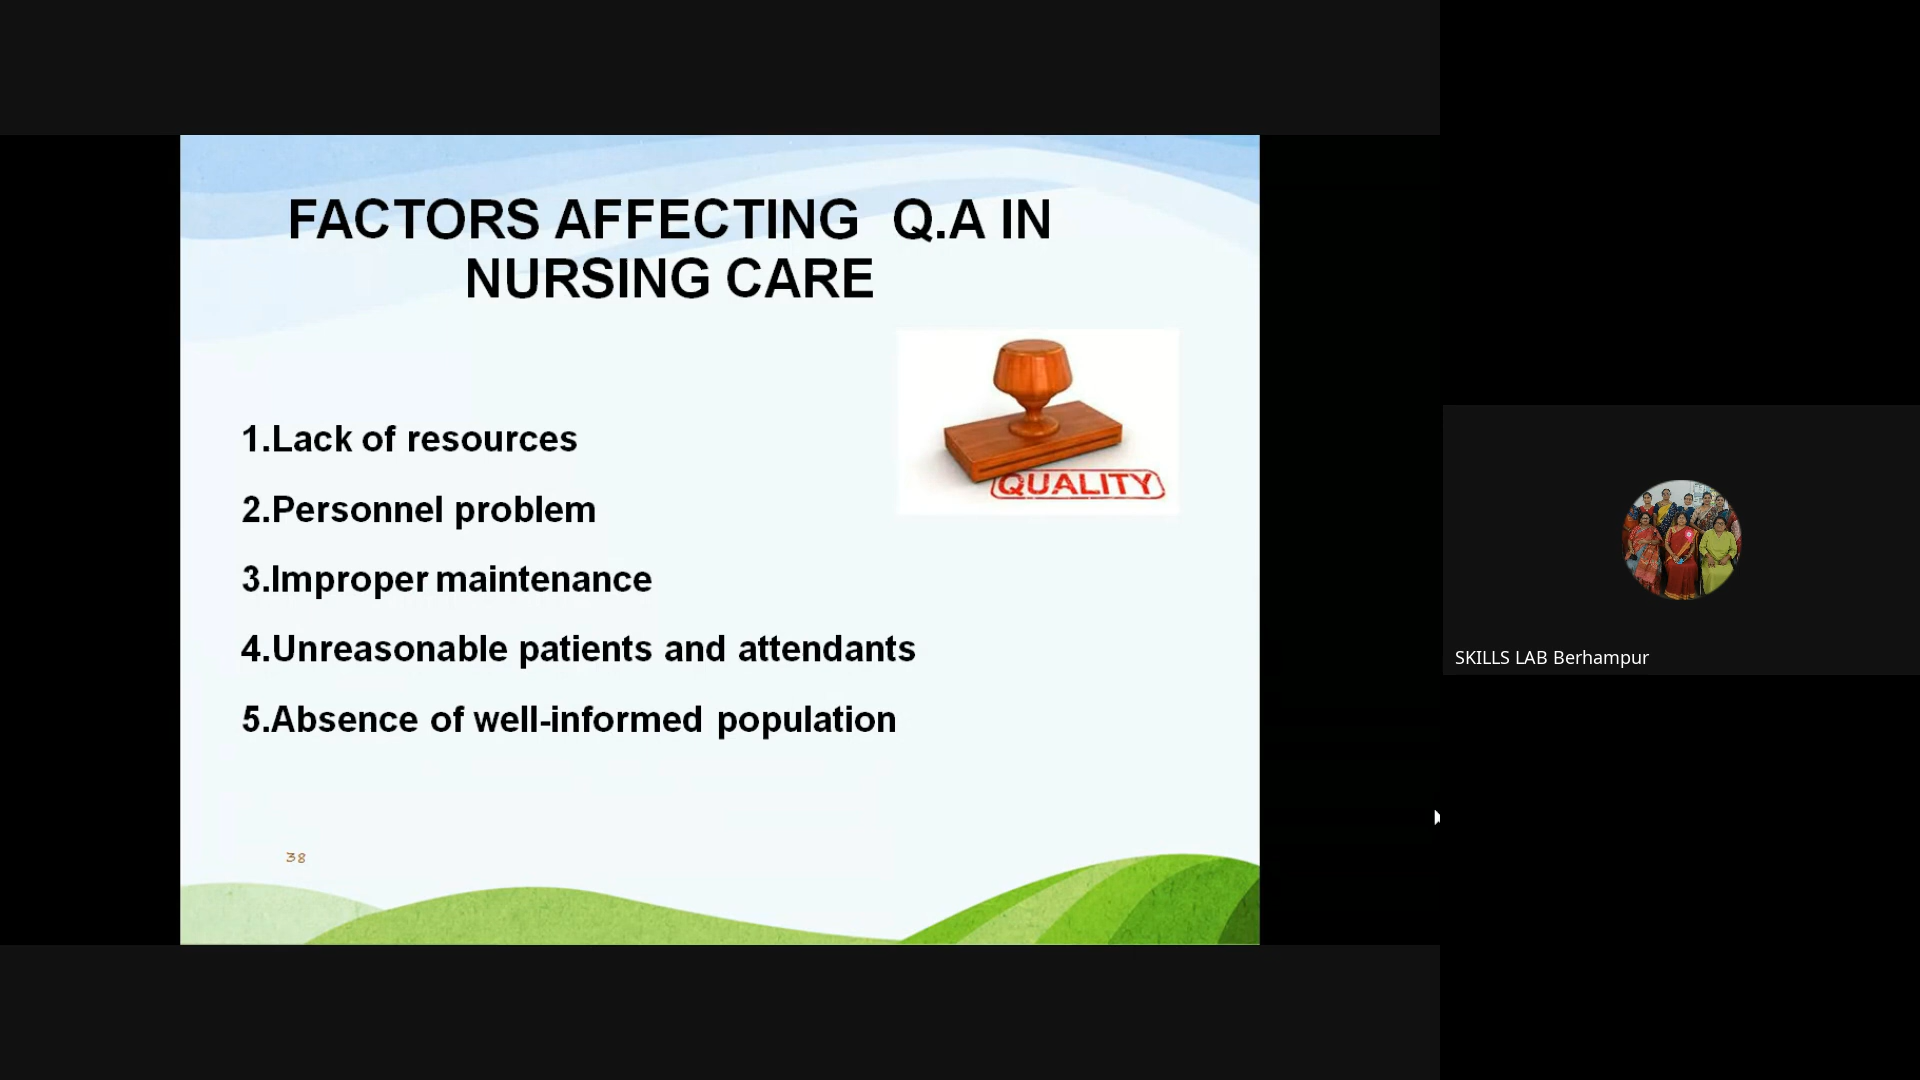 FACTORS AFFECTING Q.A IN
NURSING CARE
QUALITY
1.Lack of resources
2.Personnel problem
3.Improper maintenance
4.Unreasonable patients and attendants
5.Absence of well-informed population
38
SKILLS LAB Berhampur